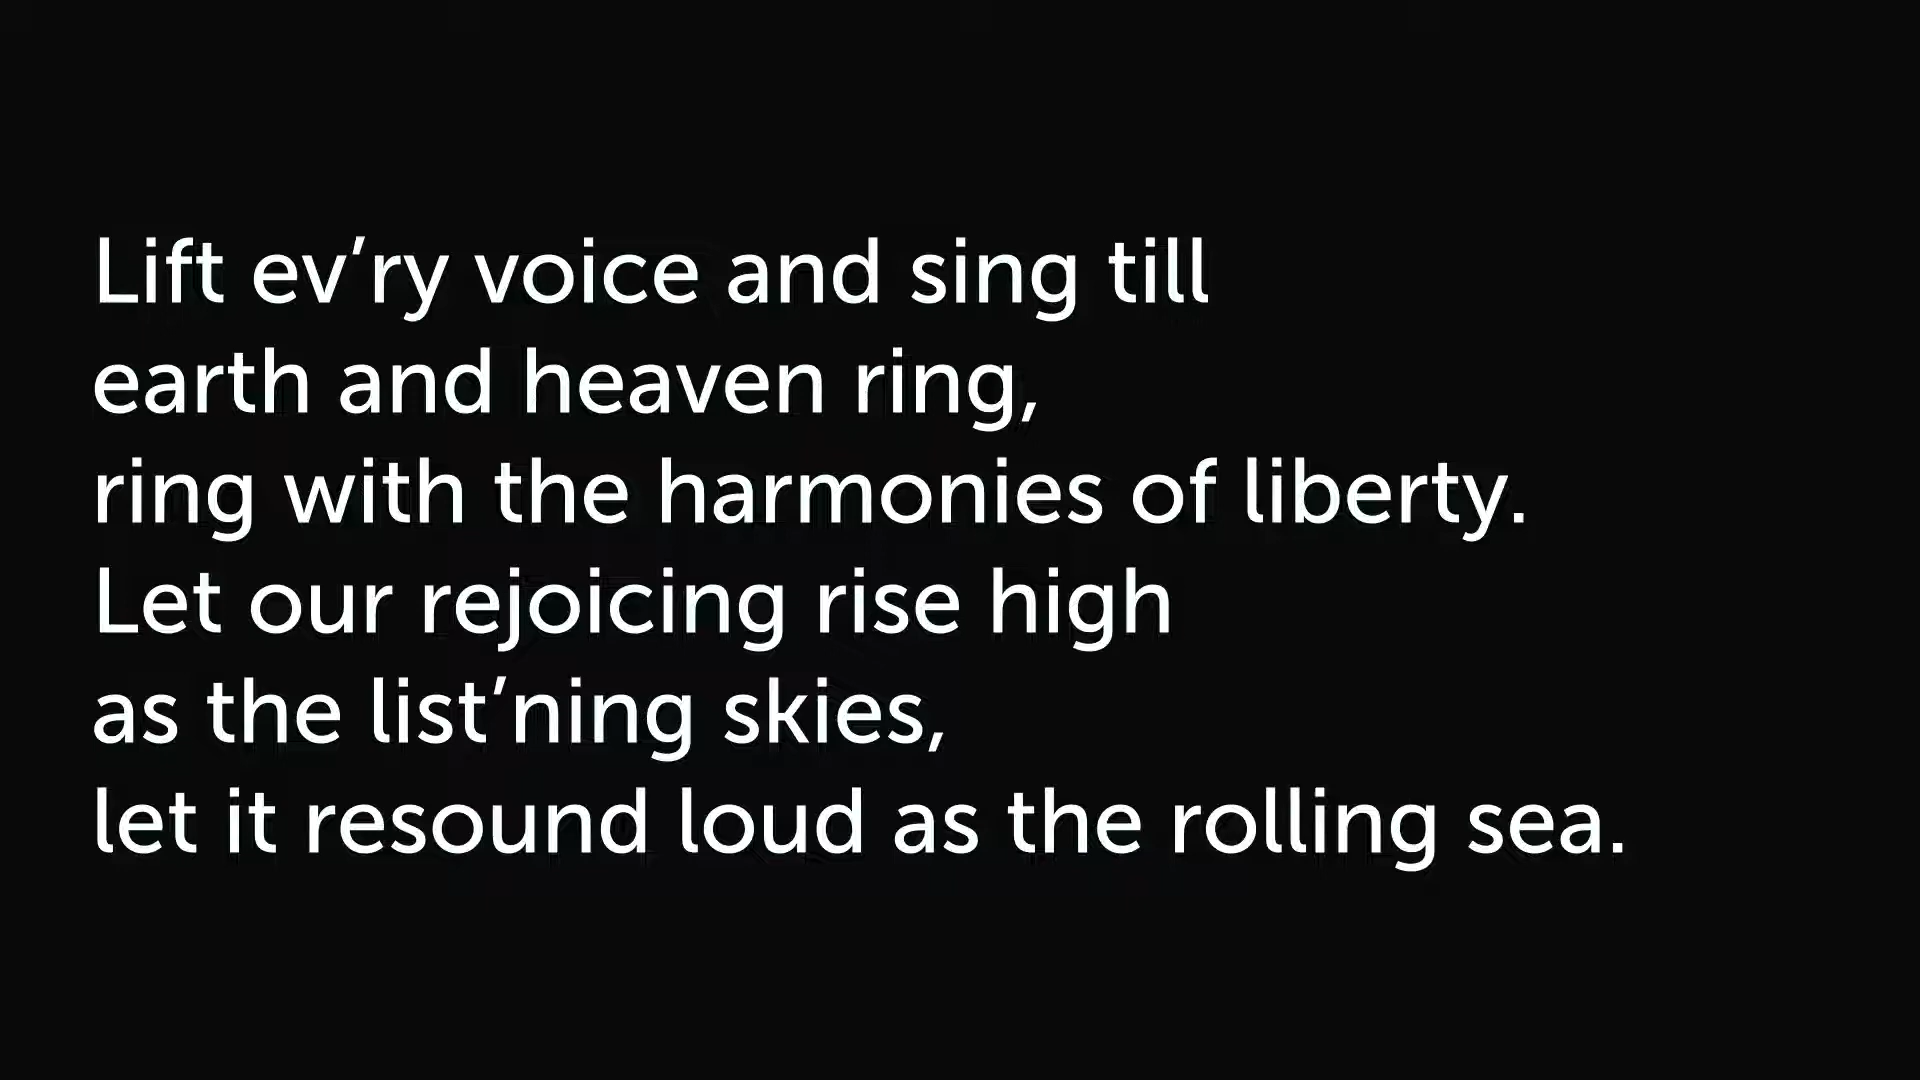 Lift ev’ry voice and sing till
earth and heaven ring,
ring with the harmonies of liberty.
Let our rejoicing rise high
as the list’ning skies,
let it resound loud as the rolling sea.